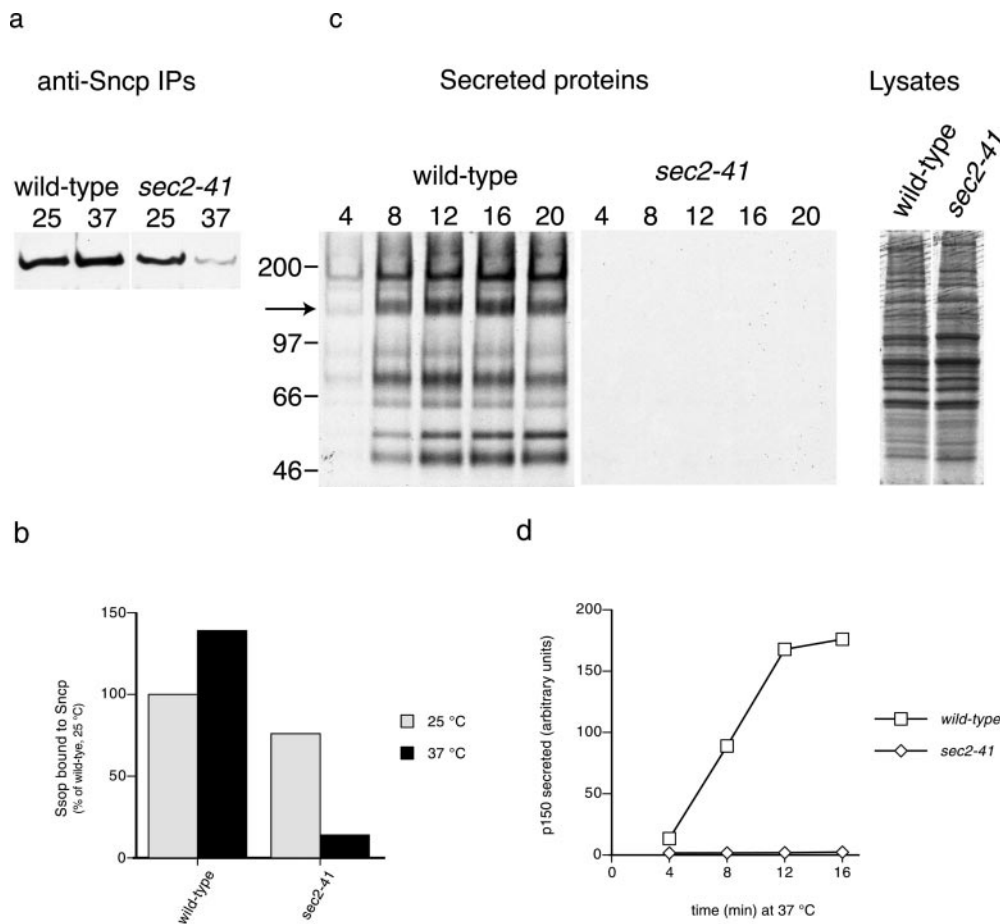 a
anti-Sncp IPs
wild-type sec2-41
25 37 25 37
c
Secreted proteins
wild-type sec2-41
4 8 12 16 20 4 8 12 16 20
200
97
66
46
Lysates
wild-type
sec2-41
b
Ssop bound to Sncp
(% of wild-tye, 25 °C)
150
100
50
0
wild-type
sec2-41
25 °C
37 °C
d
p150 secreted (arbitrary units)
200
150
100
50
0
0 4 8 12 16
time (min) at 37 °C
wild-type
sec2-41